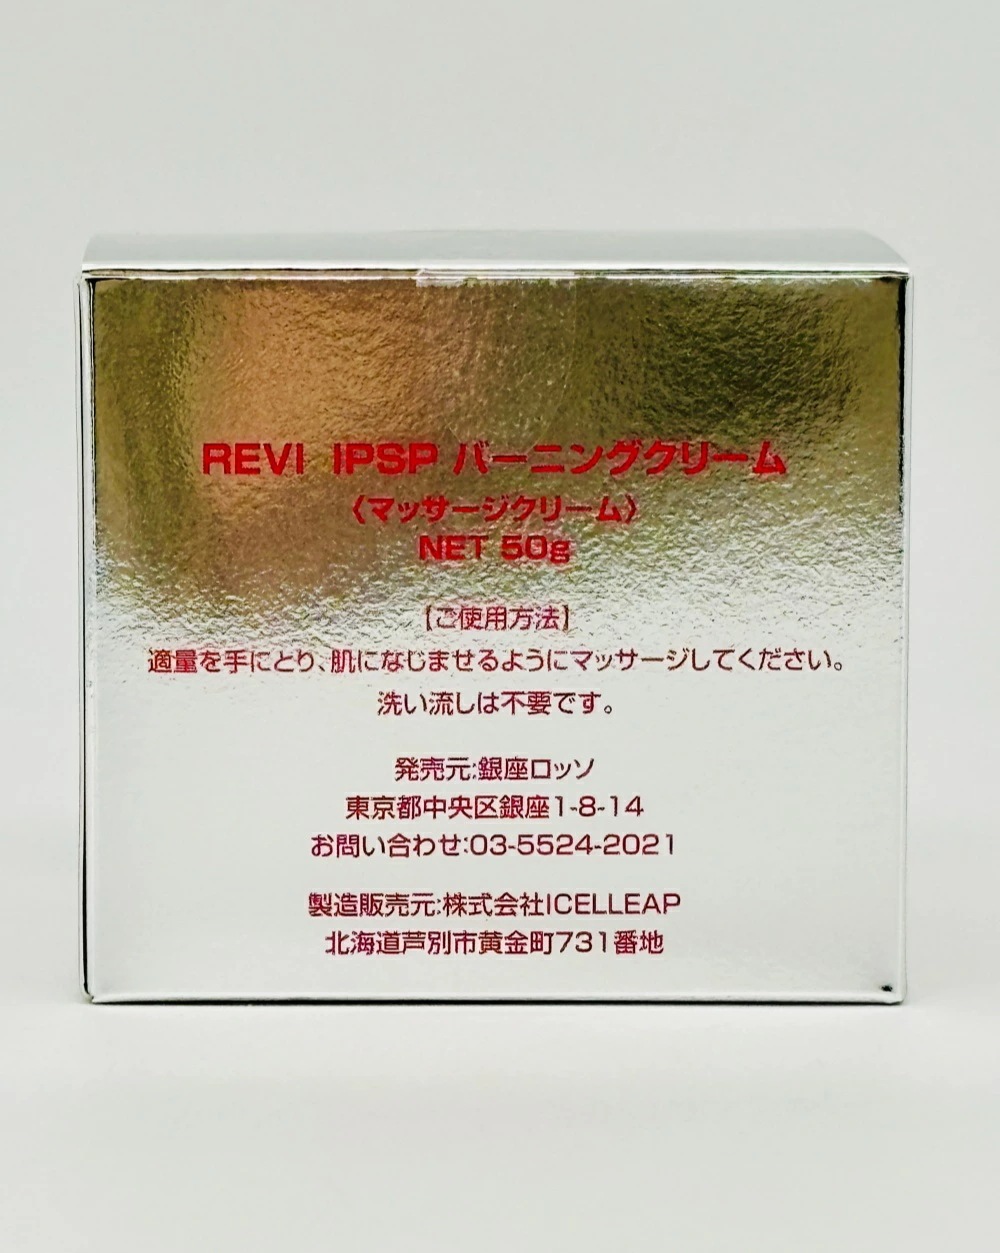 REVI IPSP バーニングクリーム
〈マッサージクリーム〉
NET 50g
【ご使用方法】
適量を手にとり、肌になじませるようにマッサージしてください。
洗い流しは不要です。
発売元:銀座ロッソ
東京都中央区銀座1-8-14
お問い合わせ:03-5524-2021
製造販売元:株式会社ICELLEAP
北海道芦別市黄金町731番地